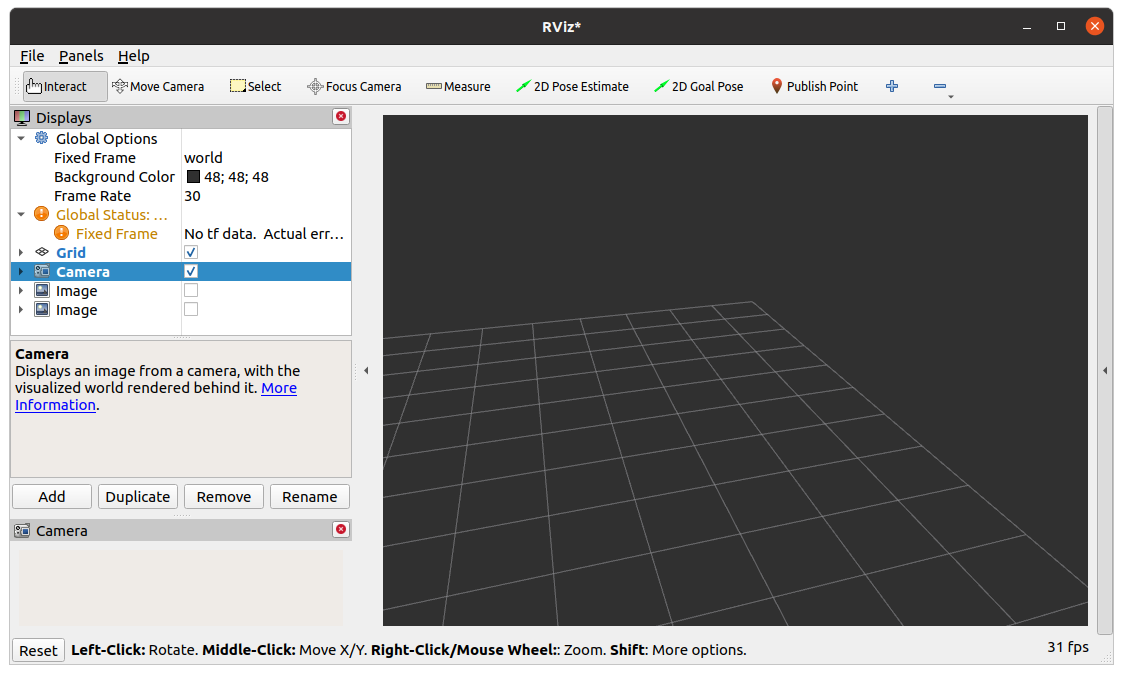 RViz*
File Panels Help
Interact Move Camera Select Focus Camera Measure 2D Pose Estimate 2D Goal Pose Publish Point
Displays
Global Options
Fixed Frame world
Background Color 48; 48; 48
Frame Rate 30
Global Status: ...
Fixed Frame No tf data.  Actual err...
Grid
Camera
Image
Image
Camera
Displays an image from a camera, with the
visualized world rendered behind it. More
Information.
Add Duplicate Remove Rename
Camera
Reset Left-Click: Rotate. Middle-Click: Move X/Y. Right-Click/Mouse Wheel:: Zoom. Shift: More options. 31 fps